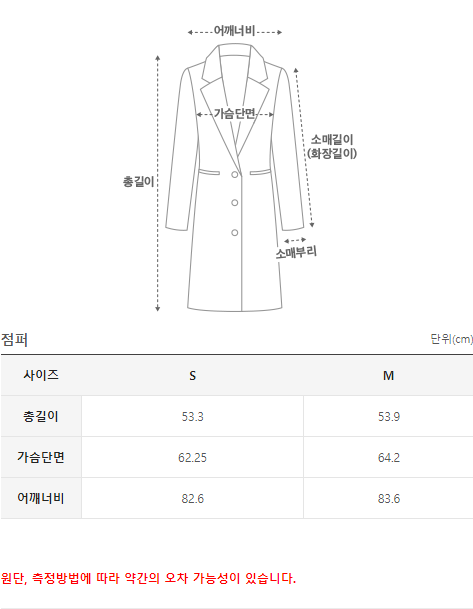 어깨너비
가슴단면
소매길이
(화장길이)
총길이
소매부리
점퍼 단위(cm)
사이즈 S M
총길이 53.3 53.9
가슴단면 62.25 64.2
어깨너비 82.6 83.6
원단, 측정방법에 따라 약간의 오차 가능성이 있습니다.